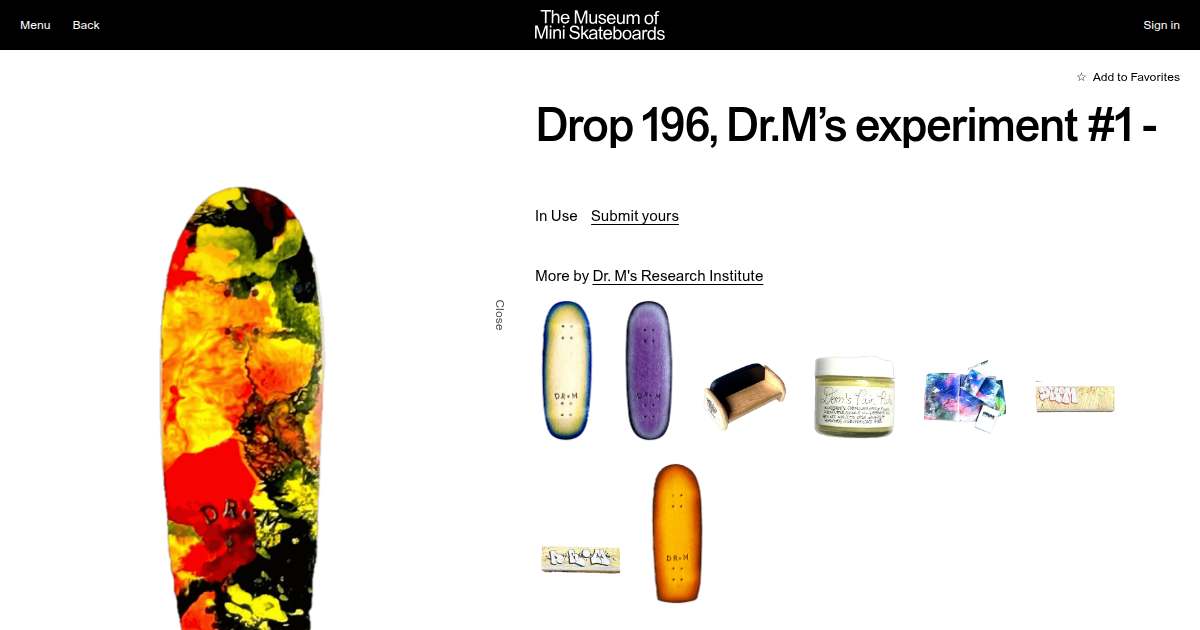 Menu
Back
The Museum of
Mini Skateboards
Sign in
☆ Add to Favorites
Drop 196, Dr.M’s experiment #1 -
In Use Submit yours
More by Dr. M's Research Institute
Close
DR•M
DR•M
DR•M
DR•M